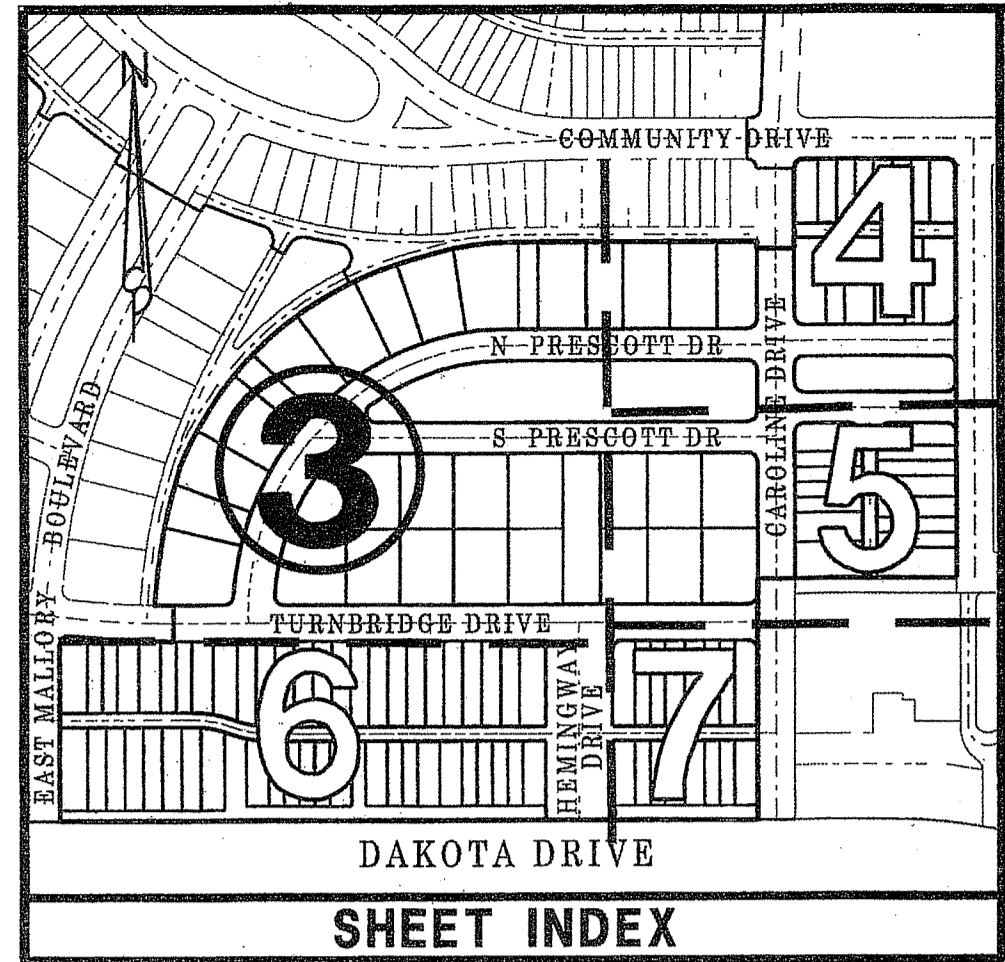 N
COMMUNITY DRIVE
4
N PRESCOTT DR
CAROLINE DRIVE
3
S PRESCOTT DR
5
EAST MALLORY BOULEVARD
TURNBRIDGE DRIVE
6
HEMINGWAY
DRIVE
7
DAKOTA DRIVE
SHEET INDEX